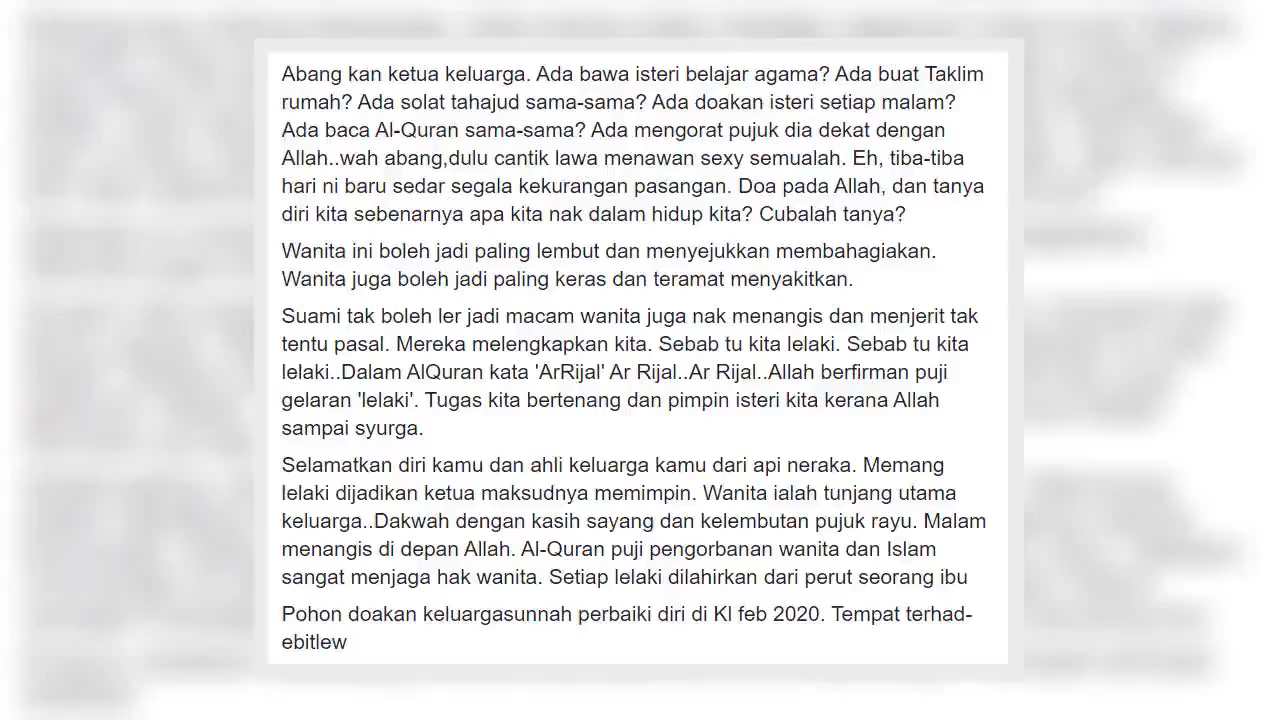 Abang kan ketua keluarga. Ada bawa isteri belajar agama? Ada buat Taklim
rumah? Ada solat tahajud sama-sama? Ada doakan isteri setiap malam?
Ada baca Al-Quran sama-sama? Ada mengorat pujuk dia dekat dengan
Allah..wah abang,dulu cantik lawa menawan sexy semualah. Eh, tiba-tiba
hari ni baru sedar segala kekurangan pasangan. Doa pada Allah, dan tanya
diri kita sebenarnya apa kita nak dalam hidup kita? Cubalah tanya?
Wanita ini boleh jadi paling lembut dan menyejukkan membahagiakan.
Wanita juga boleh jadi paling keras dan teramat menyakitkan.
Suami tak boleh ler jadi macam wanita juga nak menangis dan menjerit tak
tentu pasal. Mereka melengkapkan kita. Sebab tu kita lelaki. Sebab tu kita
lelaki..Dalam AlQuran kata 'ArRijal' Ar Rijal..Ar Rijal..Allah berfirman puji
gelaran 'lelaki'. Tugas kita bertenang dan pimpin isteri kita kerana Allah
sampai syurga.
Selamatkan diri kamu dan ahli keluarga kamu dari api neraka. Memang
lelaki dijadikan ketua maksudnya memimpin. Wanita ialah tunjang utama
keluarga..Dakwah dengan kasih sayang dan kelembutan pujuk rayu. Malam
menangis di depan Allah. Al-Quran puji pengorbanan wanita dan Islam
sangat menjaga hak wanita. Setiap lelaki dilahirkan dari perut seorang ibu
Pohon doakan keluargasunnah perbaiki diri di Kl feb 2020. Tempat terhad-
ebitlew